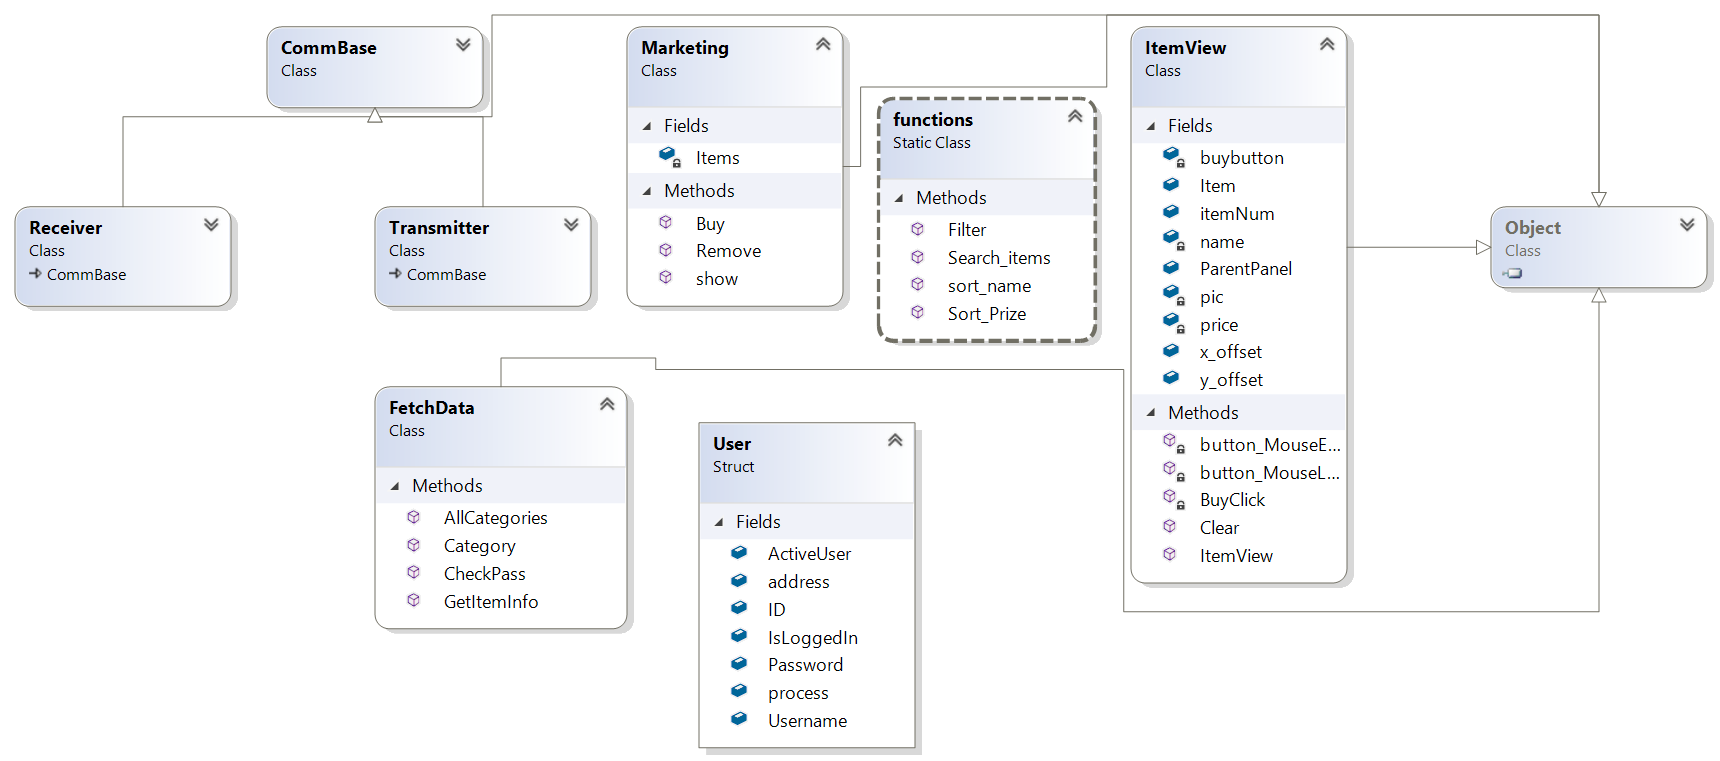 CommBase
Class
Marketing
Class
Fields
Items
Methods
Buy
Remove
show
functions
Static Class
Methods
Filter
Search_items
sort_name
Sort_Prize
ItemView
Class
Fields
buybutton
Item
itemNum
name
ParentPanel
pic
price
x_offset
y_offset
Methods
button_MouseE...
button_MouseL...
BuyClick
Clear
ItemView
Receiver
Class
CommBase
Transmitter
Class
CommBase
Object
Class
FetchData
Class
Methods
AllCategories
Category
CheckPass
GetItemInfo
User
Struct
Fields
ActiveUser
address
ID
IsLoggedIn
Password
process
Username